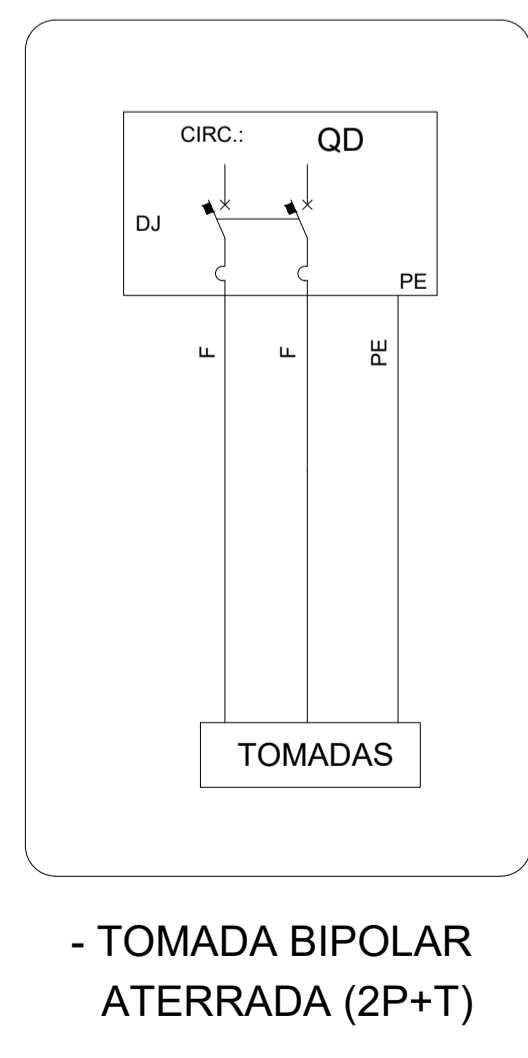 CIRC.: QD
DJ
PE
F F PE
TOMADAS
- TOMADA BIPOLAR
ATERRADA (2P+T)